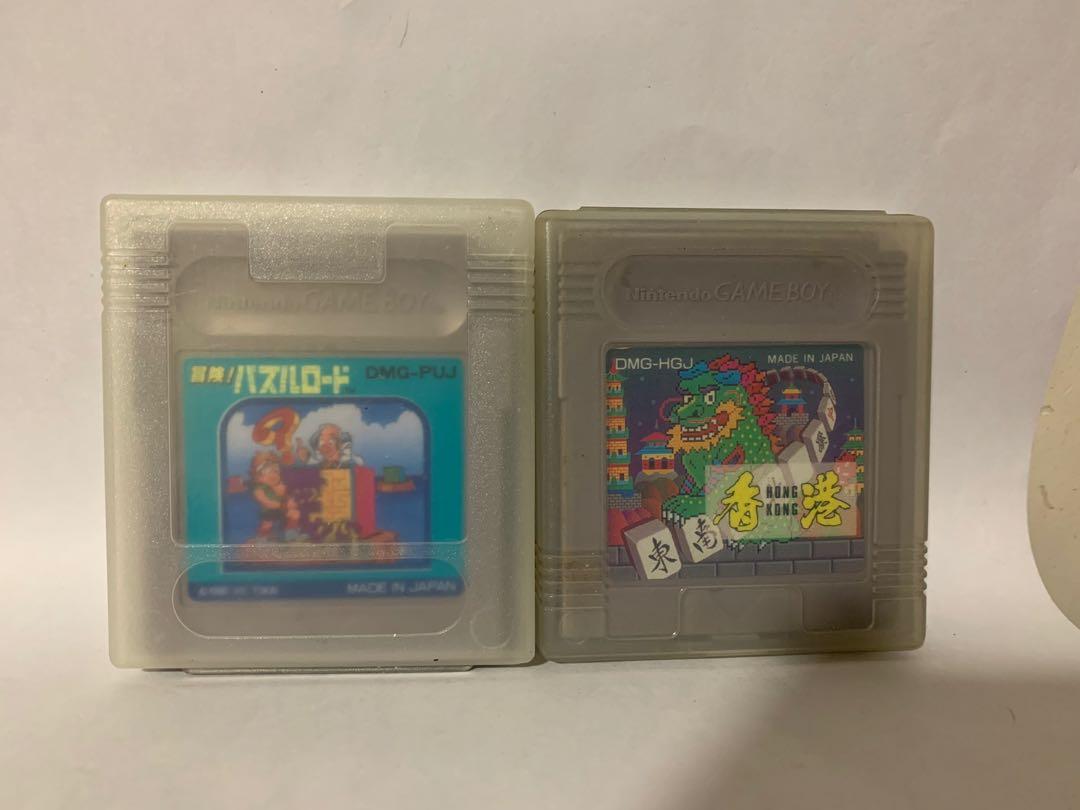 Nintendo GAME BOY
冒険!パズルロード DMG-PUJ
MADE IN JAPAN
Nintendo GAME BOY
DMG-HGJ MADE IN JAPAN
香 HONG KONG 港
東 南